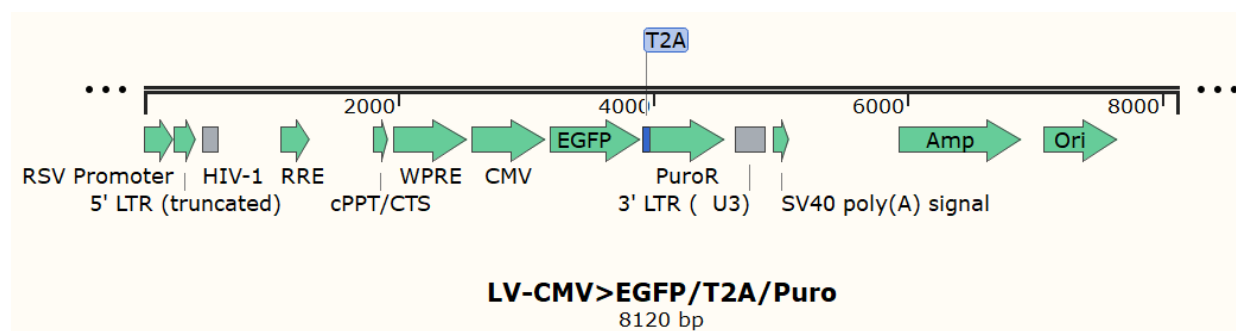 T2A
2000 4000 6000 8000
EGFP Amp Ori
RSV Promoter HIV-1 RRE WPRE CMV PuroR
5' LTR (truncated) cPPT/CTS 3' LTR ( U3) SV40 poly(A) signal
LV-CMV>EGFP/T2A/Puro
8120 bp